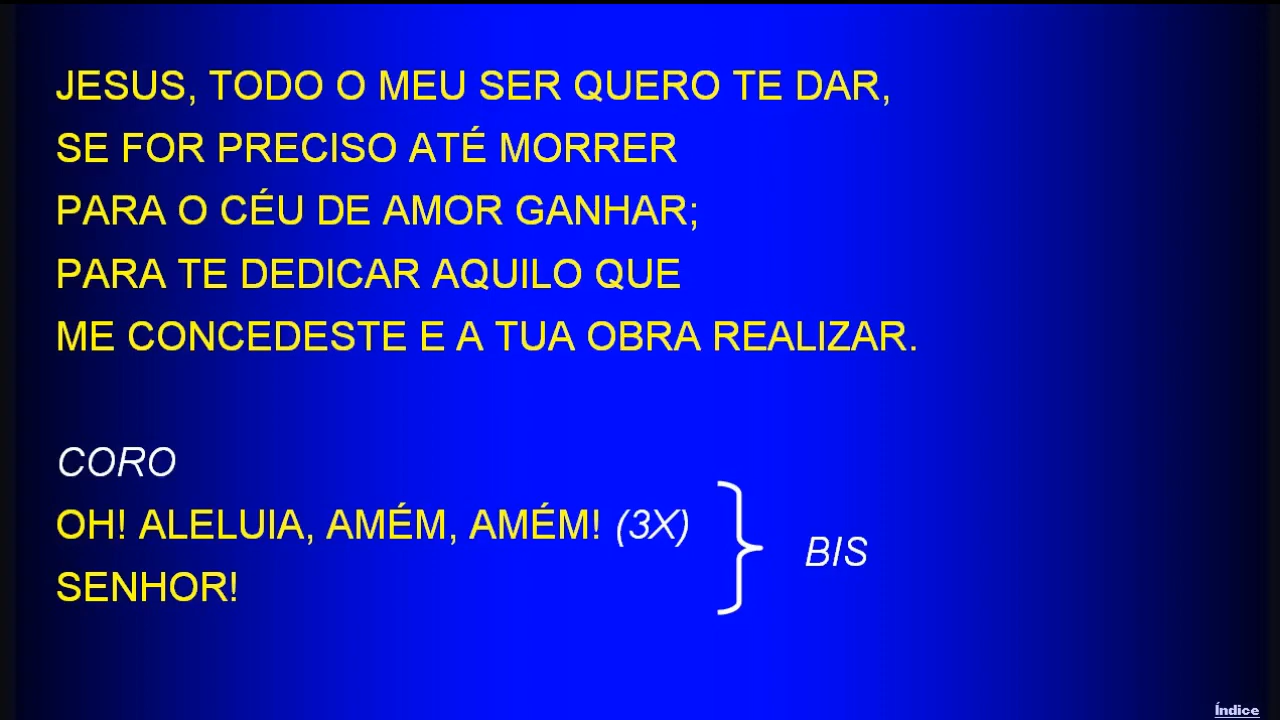 JESUS, TODO O MEU SER QUERO TE DAR,
SE FOR PRECISO ATÉ MORRER
PARA O CÉU DE AMOR GANHAR;
PARA TE DEDICAR AQUILO QUE
ME CONCEDESTE E A TUA OBRA REALIZAR.
CORO
OH! ALELUIA, AMÉM, AMÉM! (3X)
SENHOR!
BIS
Índice